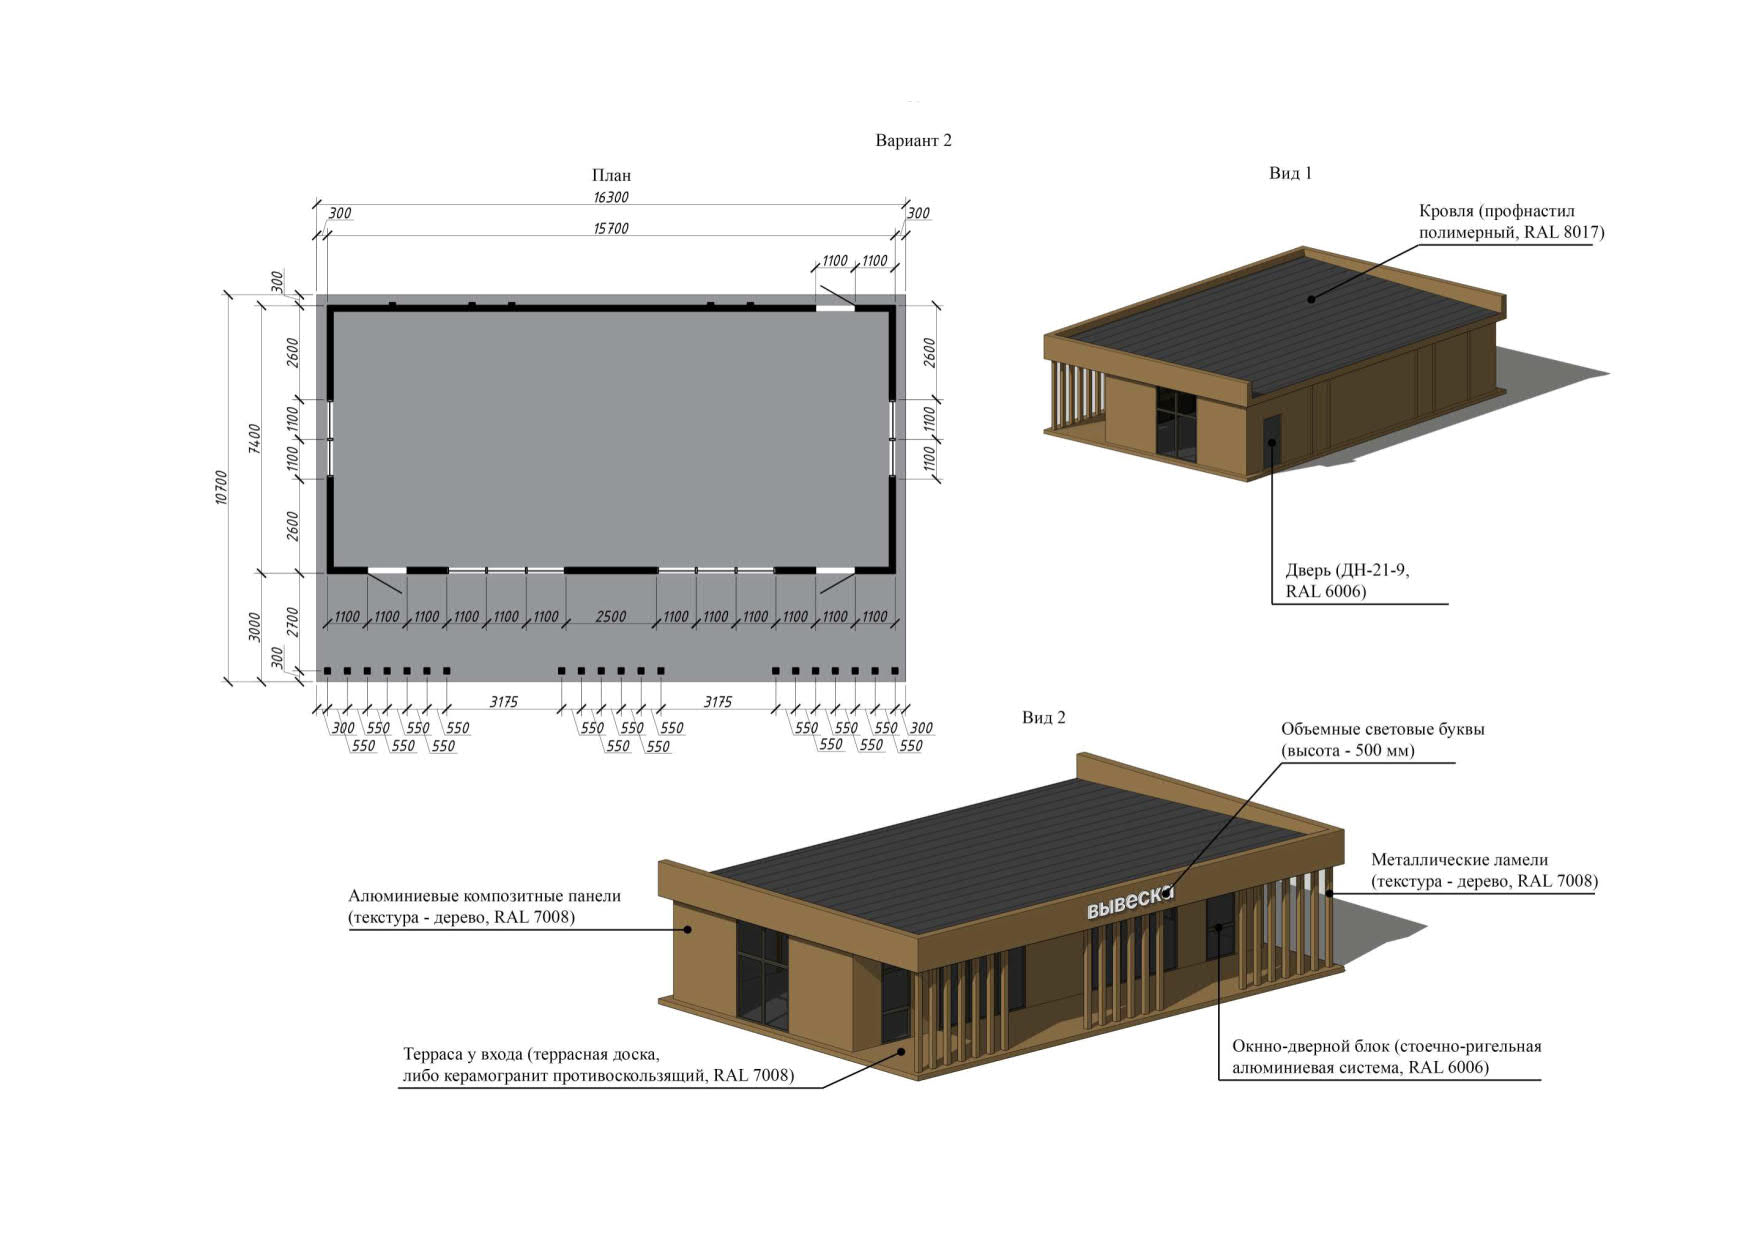 Вариант 2
План
16300
300
300
15700
1100 1100
300
2600
1100
1100
2600
7400
10700
3000
2700
300
2600
1100
1100
1100 1100 1100 1100 1100 1100 2500 1100 1100 1100 1100 1100 1100
3175 3175
300 550 550 550 550 550 550 550 550 300
550 550 550 550 550 550 550 550
Вид 1
Кровля (профнастил
полимерный, RAL 8017)
Дверь (ДН-21-9,
RAL 6006)
Вид 2
Объемные световые буквы
(высота - 500 мм)
Металлические ламели
(текстура - дерево, RAL 7008)
Алюминиевые композитные панели
(текстура - дерево, RAL 7008)
вывеска
Терраса у входа (террасная доска,
либо керамогранит противоскользящий, RAL 7008)
Окнно-дверной блок (стоечно-ригельная
алюминиевая система, RAL 6006)